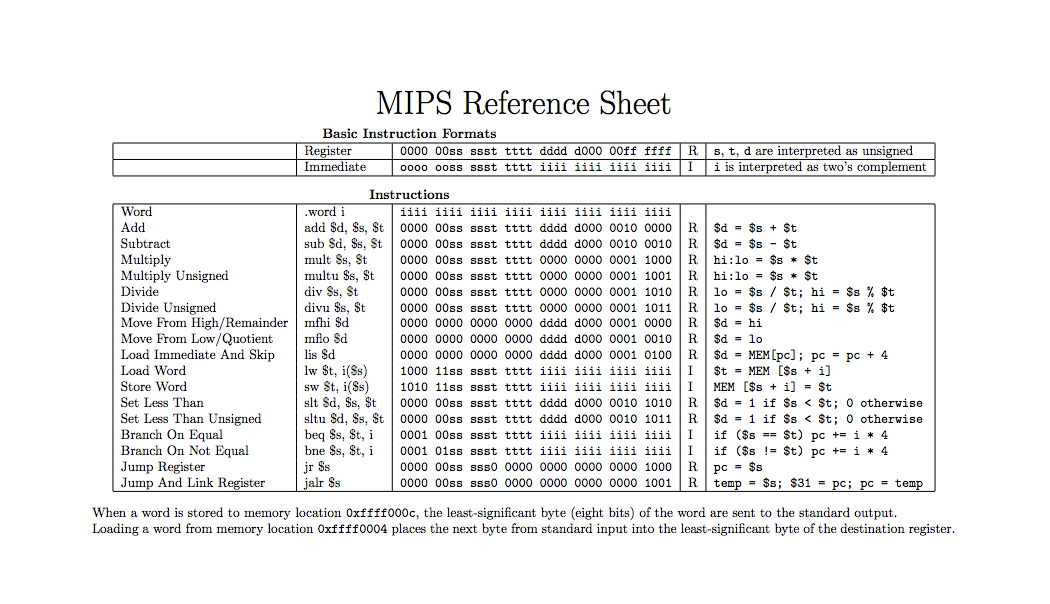 MIPS Reference Sheet
Basic Instruction Formats
Register 0000 00ss ssst tttt dddd d000 00ff ffff R s, t, d are interpreted as unsigned
Immediate oooo ooss ssst tttt iiii iiii iiii iiii I i is interpreted as two's complement
Instructions
Word .word i iiii iiii iiii iiii iiii iiii iiii iiii
Add add $d, $s, $t 0000 00ss ssst tttt dddd d000 0010 0000 R $d = $s + $t
Subtract sub $d, $s, $t 0000 00ss ssst tttt dddd d000 0010 0010 R $d = $s - $t
Multiply mult $s, $t 0000 00ss ssst tttt 0000 0000 0001 1000 R hi:lo = $s * $t
Multiply Unsigned multu $s, $t 0000 00ss ssst tttt 0000 0000 0001 1001 R hi:lo = $s * $t
Divide div $s, $t 0000 00ss ssst tttt 0000 0000 0001 1010 R lo = $s / $t; hi = $s % $t
Divide Unsigned divu $s, $t 0000 00ss ssst tttt 0000 0000 0001 1011 R lo = $s / $t; hi = $s % $t
Move From High/Remainder mfhi $d 0000 0000 0000 0000 dddd d000 0001 0000 R $d = hi
Move From Low/Quotient mflo $d 0000 0000 0000 0000 dddd d000 0001 0010 R $d = lo
Load Immediate And Skip lis $d 0000 0000 0000 0000 dddd d000 0001 0100 R $d = MEM[pc]; pc = pc + 4
Load Word lw $t, i($s) 1000 11ss ssst tttt iiii iiii iiii iiii I $t = MEM [$s + i]
Store Word sw $t, i($s) 1010 11ss ssst tttt iiii iiii iiii iiii I MEM [$s + i] = $t
Set Less Than slt $d, $s, $t 0000 00ss ssst tttt dddd d000 0010 1010 R $d = 1 if $s < $t; 0 otherwise
Set Less Than Unsigned sltu $d, $s, $t 0000 00ss ssst tttt dddd d000 0010 1011 R $d = 1 if $s < $t; 0 otherwise
Branch On Equal beq $s, $t, i 0001 00ss ssst tttt iiii iiii iiii iiii I if ($s == $t) pc += i * 4
Branch On Not Equal bne $s, $t, i 0001 01ss ssst tttt iiii iiii iiii iiii I if ($s != $t) pc += i * 4
Jump Register jr $s 0000 00ss sss0 0000 0000 0000 0000 1000 R pc = $s
Jump And Link Register jalr $s 0000 00ss sss0 0000 0000 0000 0000 1001 R temp = $s; $31 = pc; pc = temp
When a word is stored to memory location 0xffff000c, the least-significant byte (eight bits) of the word are sent to the standard output.
Loading a word from memory location 0xffff0004 places the next byte from standard input into the least-significant byte of the destination register.